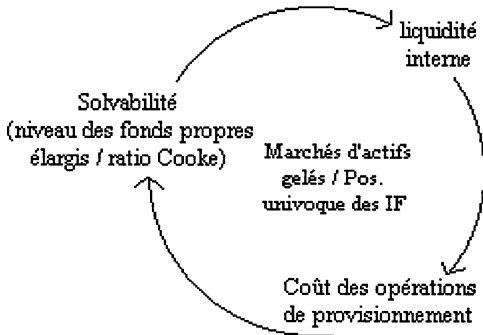 liquidité
interne
Solvabilité
(niveau des fonds propres
élargis / ratio Cooke)
Marchés d'actifs
gelés / Pos.
univoque des IF
Coût des opérations
de provisionnement